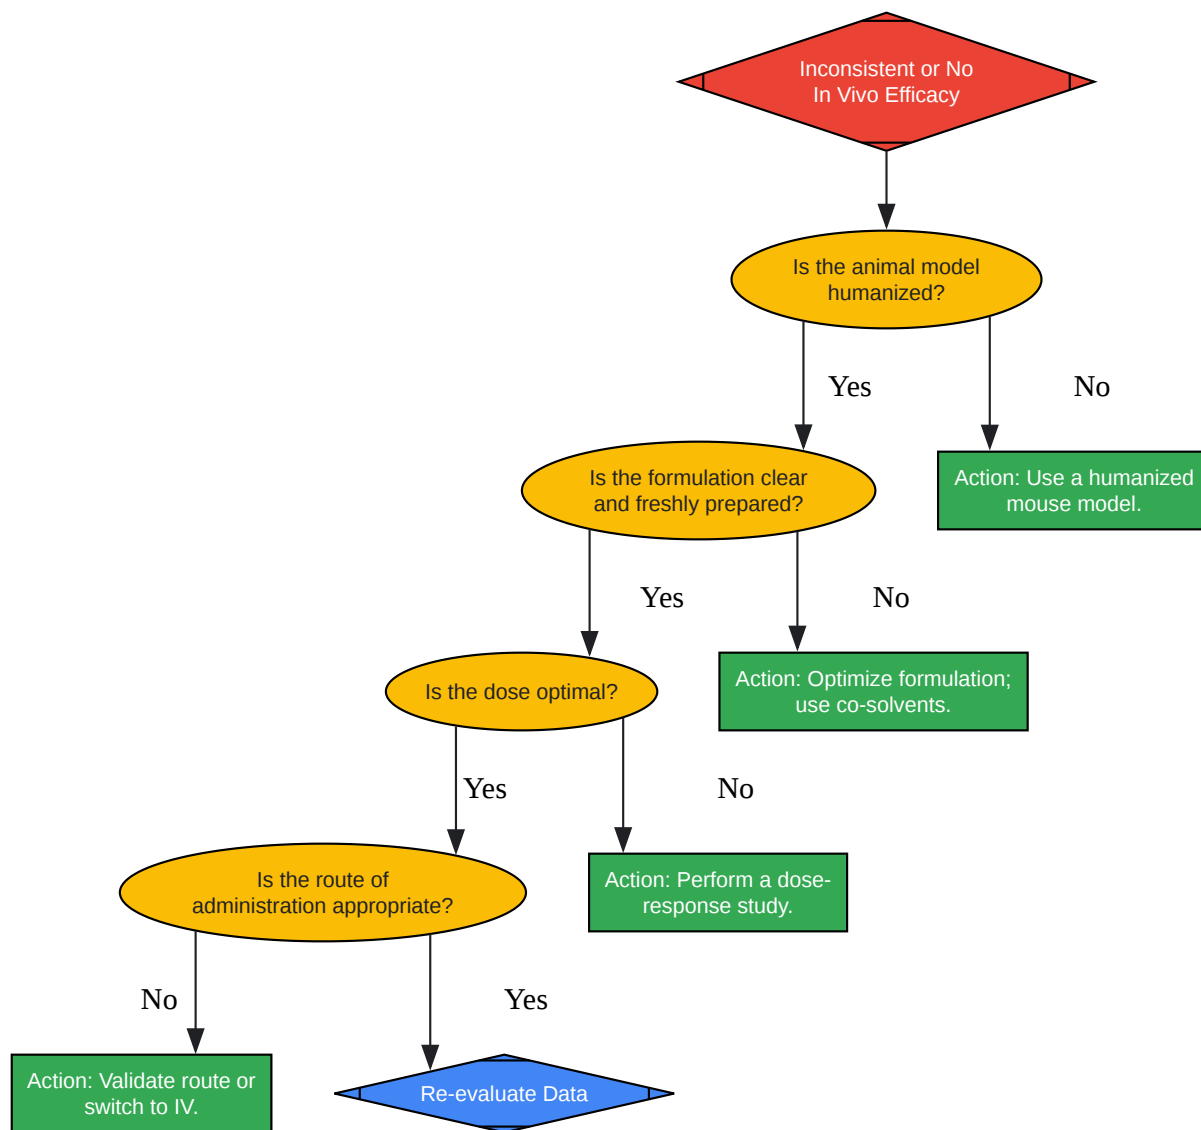 Inconsistent or No
In Vivo Efficacy
Is the animal model
humanized?
Yes
No
Is the formulation clear
and freshly prepared?
Action: Use a humanized
mouse model.
Yes
No
Is the dose optimal?
Action: Optimize formulation;
use co-solvents.
Yes
No
Is the route of
administration appropriate?
Action: Perform a dose-
response study.
No
Yes
Action: Validate route or
switch to IV.
Re-evaluate Data